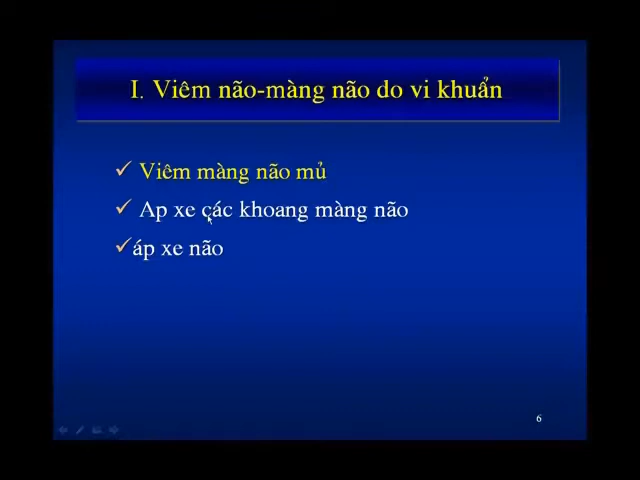 I. Viêm não-màng não do vi khuẩn
Viêm màng não mủ
Ap xe các khoang màng não
áp xe não
6